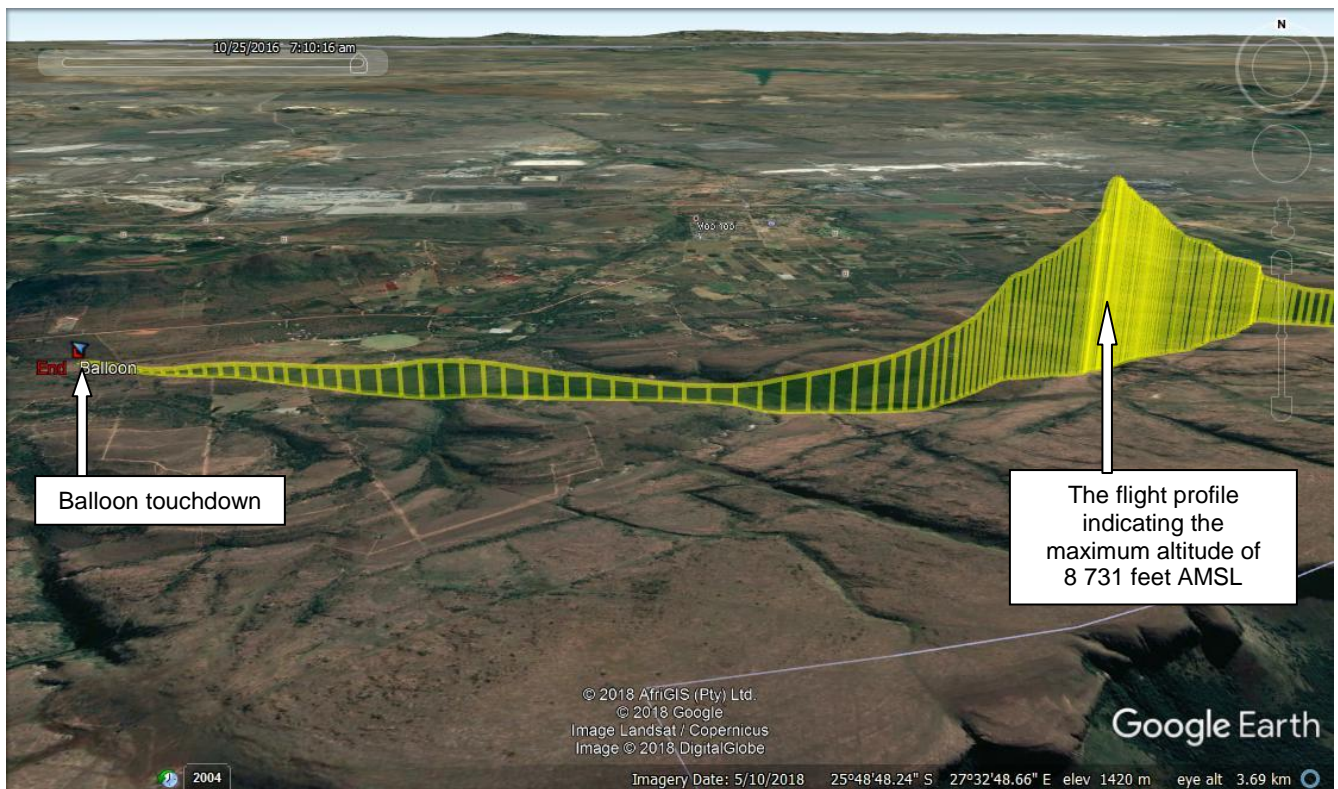 N
10/25/2016 7:10:16 am
Mooinooi
End Balloon
Balloon touchdown
The flight profile
indicating the
maximum altitude of
8 731 feet AMSL
© 2018 AfriGIS (Pty) Ltd.
© 2018 Google
Image Landsat / Copernicus
Image © 2018 DigitalGlobe
Google Earth
2004
Imagery Date: 5/10/2018 25°48'48.24" S 27°32'48.66" E elev 1420 m eye alt 3.69 km